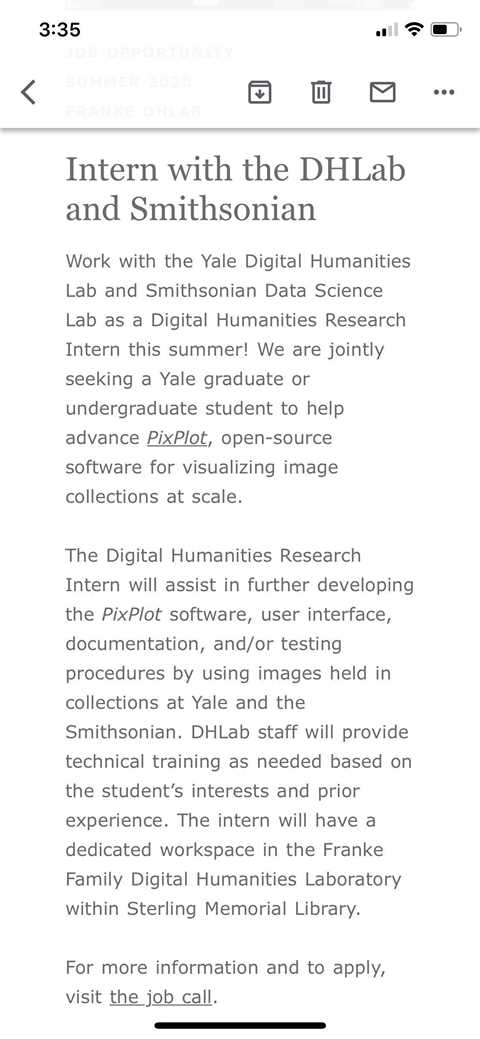 3:35
JOB OPPORTUNITY
SUMMER 2020
FRANKE DHLAB
Intern with the DHLab
and Smithsonian
Work with the Yale Digital Humanities
Lab and Smithsonian Data Science
Lab as a Digital Humanities Research
Intern this summer! We are jointly
seeking a Yale graduate or
undergraduate student to help
advance PixPlot, open-source
software for visualizing image
collections at scale.
The Digital Humanities Research
Intern will assist in further developing
the PixPlot software, user interface,
documentation, and/or testing
procedures by using images held in
collections at Yale and the
Smithsonian. DHLab staff will provide
technical training as needed based on
the student’s interests and prior
experience. The intern will have a
dedicated workspace in the Franke
Family Digital Humanities Laboratory
within Sterling Memorial Library.
For more information and to apply,
visit the job call.